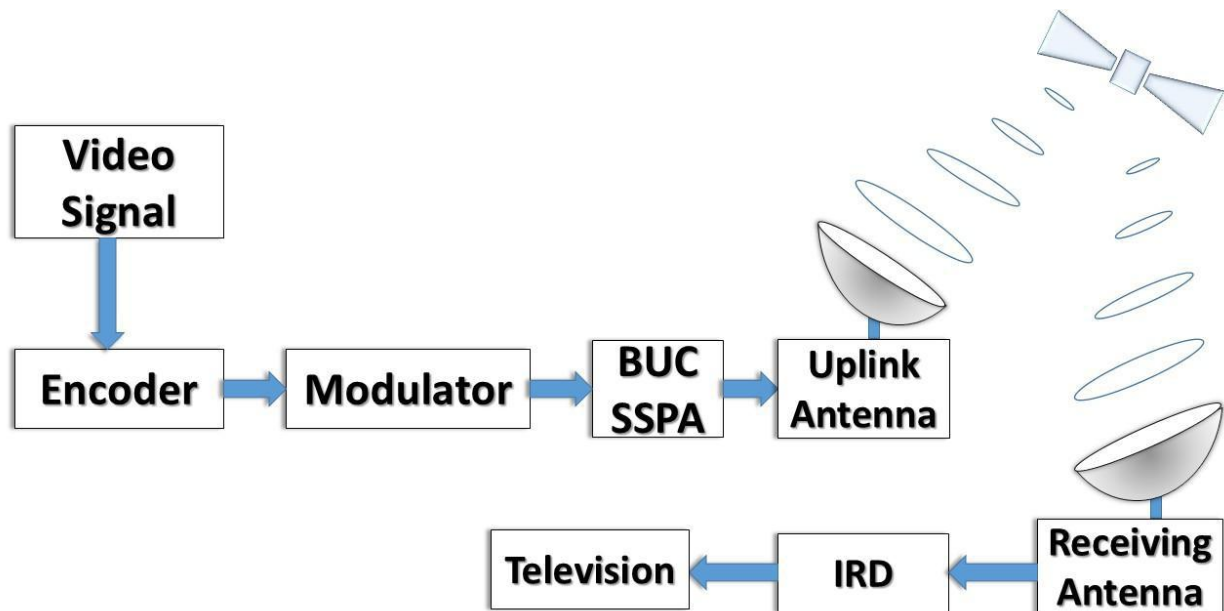 Video
Signal
Encoder
Modulator
BUC
SSPA
Uplink
Antenna
Receiving
Antenna
IRD
Television